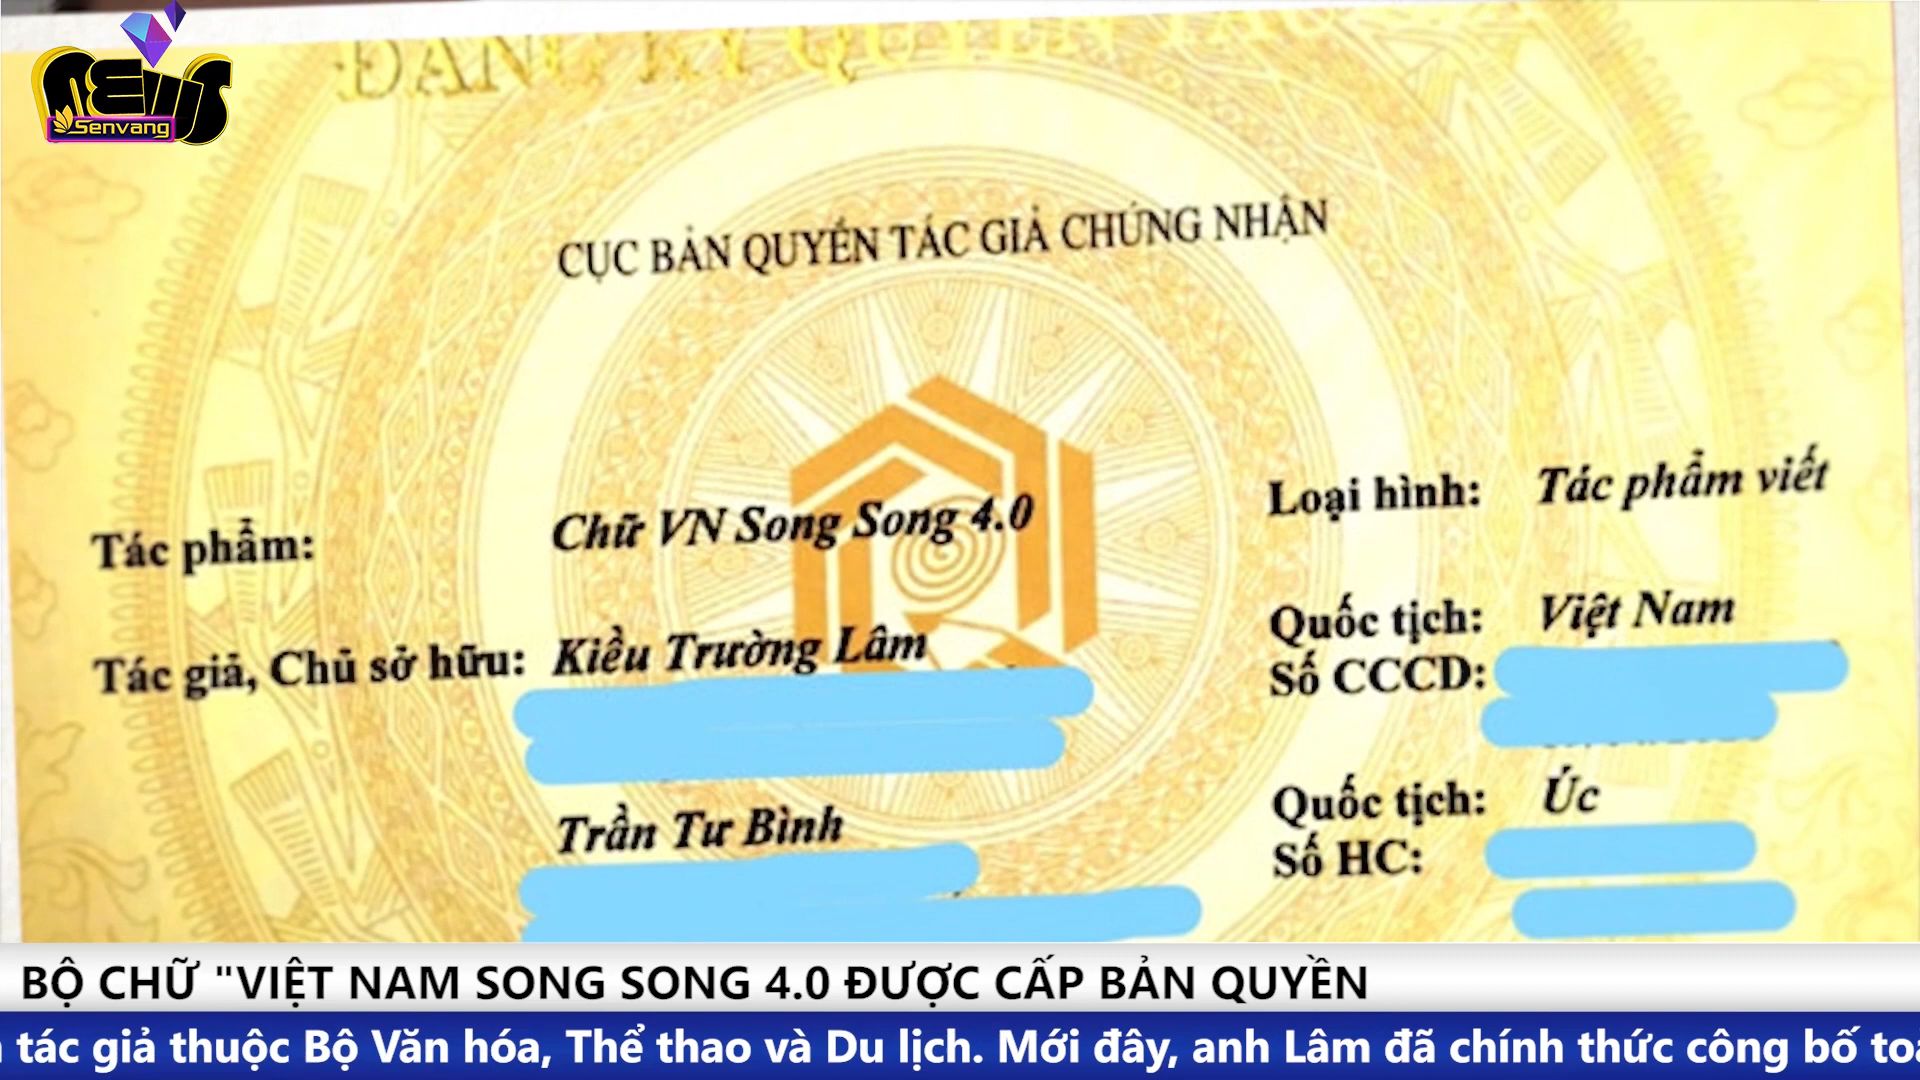 NEWS
Senvang
ĐĂNG KÝ QUYỀN TÁC
CỤC BẢN QUYỀN TÁC GIẢ CHỨNG NHẬN
Tác phẩm: Chữ VN Song Song 4.0 Loại hình: Tác phẩm viết
Tác giả, Chủ sở hữu: Kiều Trường Lâm Quốc tịch: Việt Nam
Số CCCD:
Trần Tư Bình Quốc tịch: Úc
Số HC:
BỘ CHỮ "VIỆT NAM SONG SONG 4.0 ĐƯỢC CẤP BẢN QUYỀN
tác giả thuộc Bộ Văn hóa, Thể thao và Du lịch. Mới đây, anh Lâm đã chính thức công bố